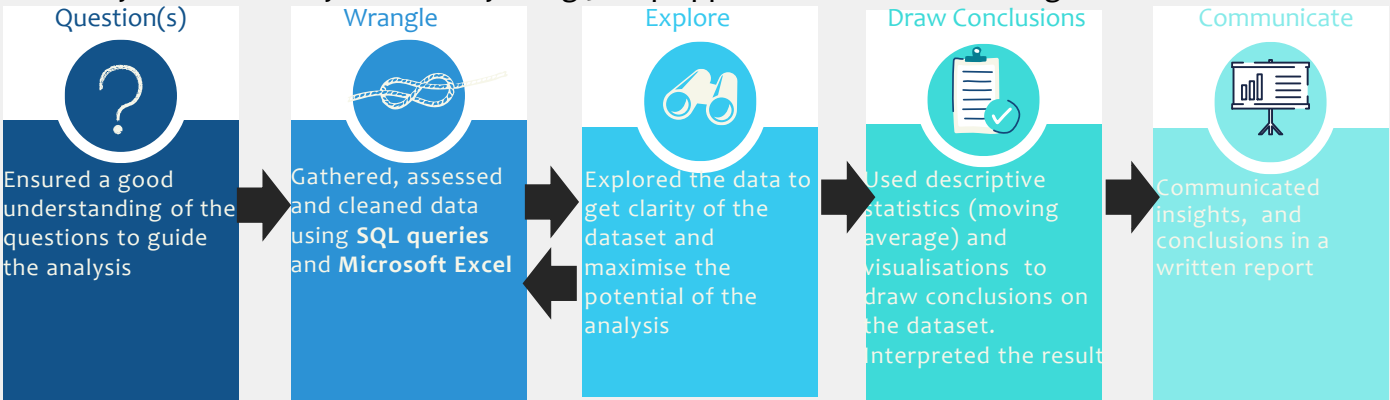 Question(s)
Ensured a good
understanding of the
questions to guide
the analysis
Wrangle
Gathered, assessed
and cleaned data
using SQL queries
and Microsoft Excel
Explore
Explored the data to
get clarity of the
dataset and
maximise the
potential of the
analysis
Draw Conclusions
Used descriptive
statistics (moving
average) and
visualisations to
draw conclusions on
the dataset.
Interpreted the result
Communicate
Communicated
insights, and
conclusions in a
written report